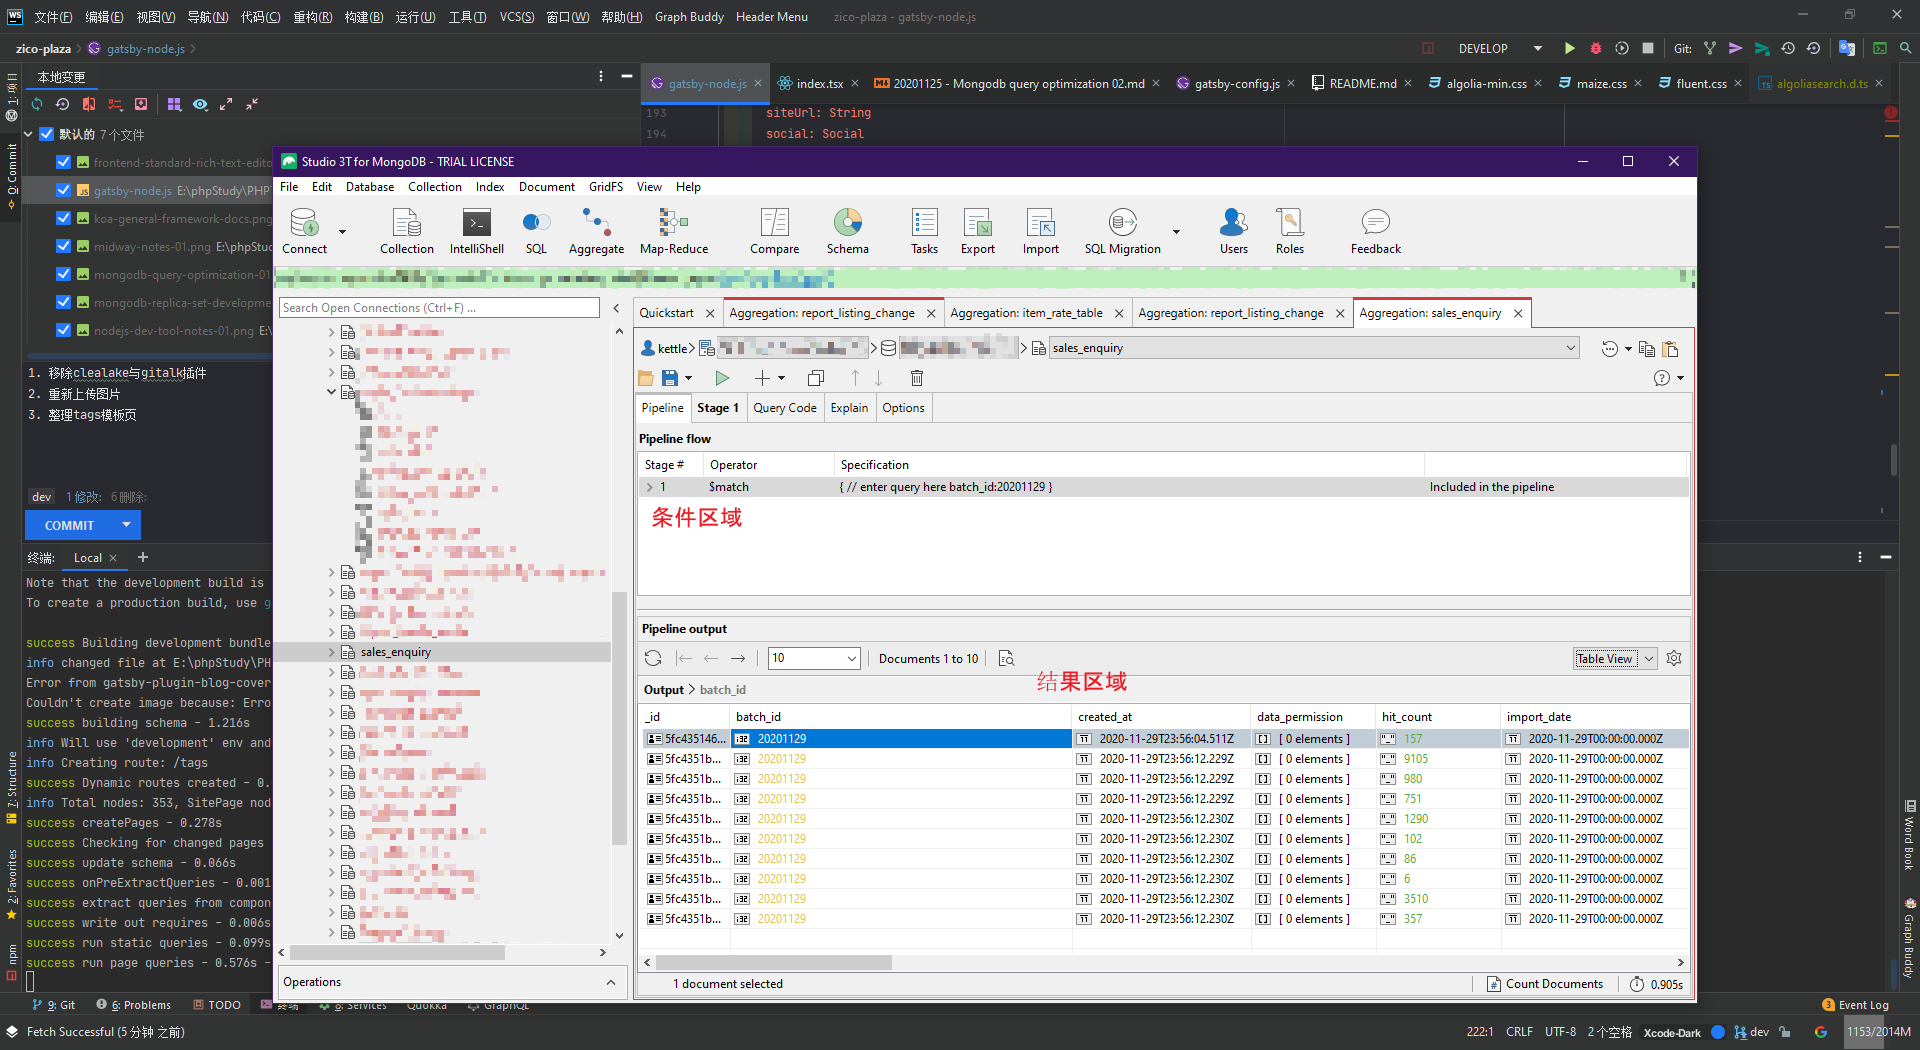 文件(F) 编辑(E) 视图(V) 导航(N) 代码(C) 重构(R) 构建(B) 运行(U) 工具(T) VCS(S) 窗口(W) 帮助(H) Graph Buddy Header Menu zico-plaza - gatsby-node.js
zico-plaza gatsby-node.js DEVELOP Git:
本地变更
gatsby-node.js index.tsx 20201125 - Mongodb query optimization 02.md gatsby-config.js README.md algolia-min.css maize.css fluent.css algoliasearch.d.ts
1: 项目
0: Commit
默认的 7个文件
frontend-standard-rich-text-edito
gatsby-node.js E:\phpStudy\PHP
koa-general-framework-docs.png
midway-notes-01.png E:\phpStud
mongodb-query-optimization-01
mongodb-replica-set-developme
nodejs-dev-tool-notes-01.png E:\
193 siteUrl: String
194 social: Social
1. 移除clealake与gitalk插件
2. 重新上传图片
3. 整理tags模板页
dev 1 修改: 6删除:
COMMIT
终端: Local
Note that the development build is
To create a production build, use g
success Building development bundle
info changed file at E:\phpStudy\PH
Error from gatsby-plugin-blog-cover
Couldn't create image because: Erro
success building schema - 1.216s
info Will use 'development' env and
info Creating route: /tags
success Dynamic routes created - 0.
info Total nodes: 353, SitePage nod
success createPages - 0.278s
success Checking for changed pages
success update schema - 0.066s
success onPreExtractQueries - 0.001
success extract queries from compon
success write out requires - 0.006s
success run static queries - 0.099s
success run page queries - 0.576s -
Z: Structure
2: Favorites
npm
Studio 3T for MongoDB - TRIAL LICENSE
File Edit Database Collection Index Document GridFS View Help
Connect Collection IntelliShell SQL Aggregate Map-Reduce Compare Schema Tasks Export Import SQL Migration Users Roles Feedback
Search Open Connections (Ctrl+F) ...
sales_enquiry
Operations
Quickstart Aggregation: report_listing_change Aggregation: item_rate_table Aggregation: report_listing_change Aggregation: sales_enquiry
kettle sales_enquiry
Pipeline Stage 1 Query Code Explain Options
Pipeline flow
Stage # Operator Specification
1 $match { // enter query here batch_id:20201129 } Included in the pipeline
条件区域
Pipeline output
10 Documents 1 to 10 Table View
结果区域
Output batch_id
_id batch_id created_at data_permission hit_count import_date
5fc435146... 20201129 2020-11-29T23:56:04.511Z [ 0 elements ] 157 2020-11-29T00:00:00.000Z
5fc4351b... 20201129 2020-11-29T23:56:12.229Z [ 0 elements ] 9105 2020-11-29T00:00:00.000Z
5fc4351b... 20201129 2020-11-29T23:56:12.229Z [ 0 elements ] 980 2020-11-29T00:00:00.000Z
5fc4351b... 20201129 2020-11-29T23:56:12.229Z [ 0 elements ] 751 2020-11-29T00:00:00.000Z
5fc4351b... 20201129 2020-11-29T23:56:12.230Z [ 0 elements ] 1290 2020-11-29T00:00:00.000Z
5fc4351b... 20201129 2020-11-29T23:56:12.230Z [ 0 elements ] 102 2020-11-29T00:00:00.000Z
5fc4351b... 20201129 2020-11-29T23:56:12.230Z [ 0 elements ] 86 2020-11-29T00:00:00.000Z
5fc4351b... 20201129 2020-11-29T23:56:12.230Z [ 0 elements ] 6 2020-11-29T00:00:00.000Z
5fc4351b... 20201129 2020-11-29T23:56:12.230Z [ 0 elements ] 3510 2020-11-29T00:00:00.000Z
5fc4351b... 20201129 2020-11-29T23:56:12.230Z [ 0 elements ] 357 2020-11-29T00:00:00.000Z
1 document selected Count Documents 0.905s
Word Book
Graph Buddy
9: Git 6: Problems TODO 终端 8: Services Quokka GraphQL 3 Event Log
Fetch Successful (5 分钟 之前) 222:1 CRLF UTF-8 2个空格 Xcode-Dark dev 1153/2014M